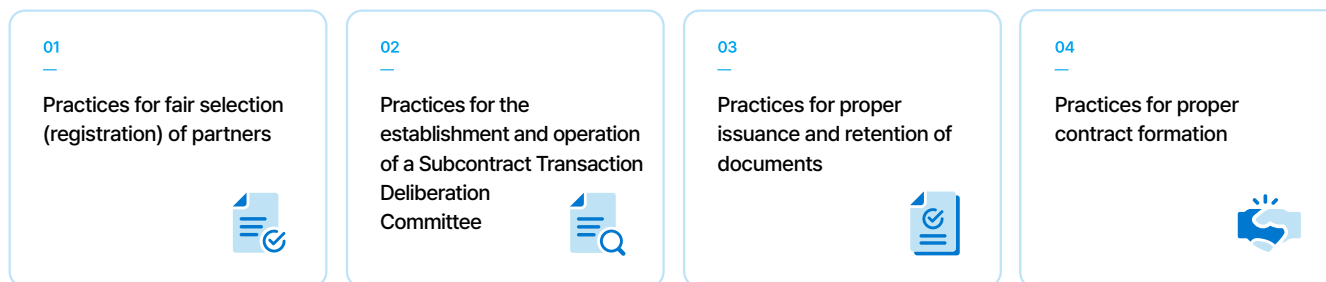 01
Practices for fair selection
(registration) of partners
02
Practices for the
establishment and operation
of a Subcontract Transaction
Deliberation
Committee
03
Practices for proper
issuance and retention of
documents
04
Practices for proper
contract formation